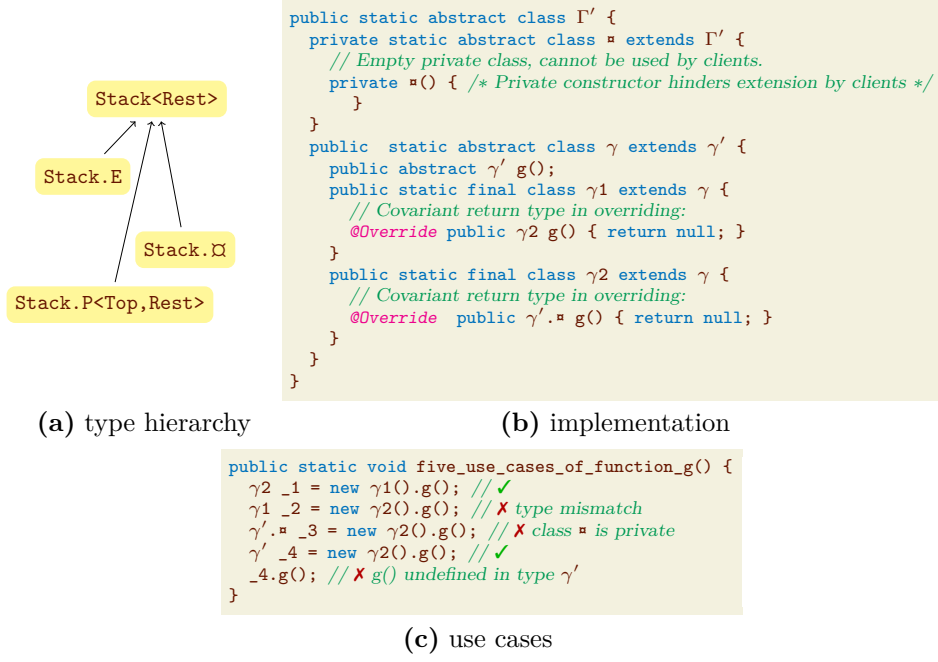 Stack<Rest>
Stack.E
Stack.¤
Stack.P<Top,Rest>
(a) type hierarchy
public static abstract class Γ′ {
private static abstract class ¤ extends Γ′ {
// Empty private class, cannot be used by clients.
private ¤() { /* Private constructor hinders extension by clients */
}
}
public static abstract class γ extends γ′ {
public abstract γ′ g();
public static final class γ1 extends γ {
// Covariant return type in overriding:
@Override public γ2 g() { return null; }
}
public static final class γ2 extends γ {
// Covariant return type in overriding:
@Override public γ′.¤ g() { return null; }
}
}
}
(b) implementation
public static void five_use_cases_of_function_g() {
γ2 _1 = new γ1().g(); // ✓
γ1 _2 = new γ2().g(); // ✗ type mismatch
γ′.¤ _3 = new γ2().g(); // ✗ class ¤ is private
γ′ _4 = new γ2().g(); // ✓
_4.g(); // ✗ g() undefined in type γ′
}
(c) use cases